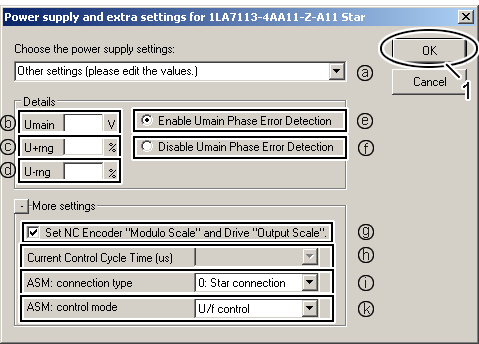 Power supply and extra settings for 1LA7113-4AA11-Z-A11 Star
Choose the power supply settings:
OK
Other settings (please edit the values.)
a
Cancel
1
Details
b
Umain
V
Enable Umain Phase Error Detection
e
c
U+rng
%
Disable Umain Phase Error Detection
f
d
U-rng
%
- More settings
Set NC Encoder "Modulo Scale" and Drive "Output Scale".
g
Current Control Cycle Time (us)
h
ASM: connection type
0: Star connection
i
ASM: control mode
U/f control
k